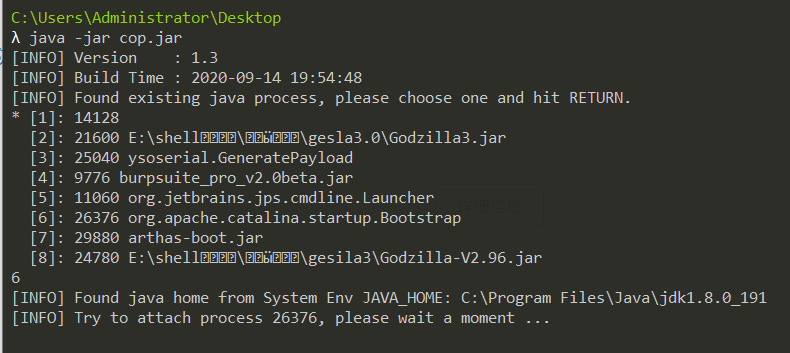 C:\Users\Administrator\Desktop
λ java -jar cop.jar
[INFO] Version    : 1.3
[INFO] Build Time : 2020-09-14 19:54:48
[INFO] Found existing java process, please choose one and hit RETURN.
* [1]: 14128
  [2]: 21600 E:\shell\gesla3.0\Godzilla3.jar
  [3]: 25040 ysoserial.GeneratePayload
  [4]: 9776 burpsuite_pro_v2.0beta.jar
  [5]: 11060 org.jetbrains.jps.cmdline.Launcher
  [6]: 26376 org.apache.catalina.startup.Bootstrap
  [7]: 29880 arthas-boot.jar
  [8]: 24780 E:\shell\gesila3\Godzilla-V2.96.jar
6
[INFO] Found java home from System Env JAVA_HOME: C:\Program Files\Java\jdk1.8.0_191
[INFO] Try to attach process 26376, please wait a moment ...